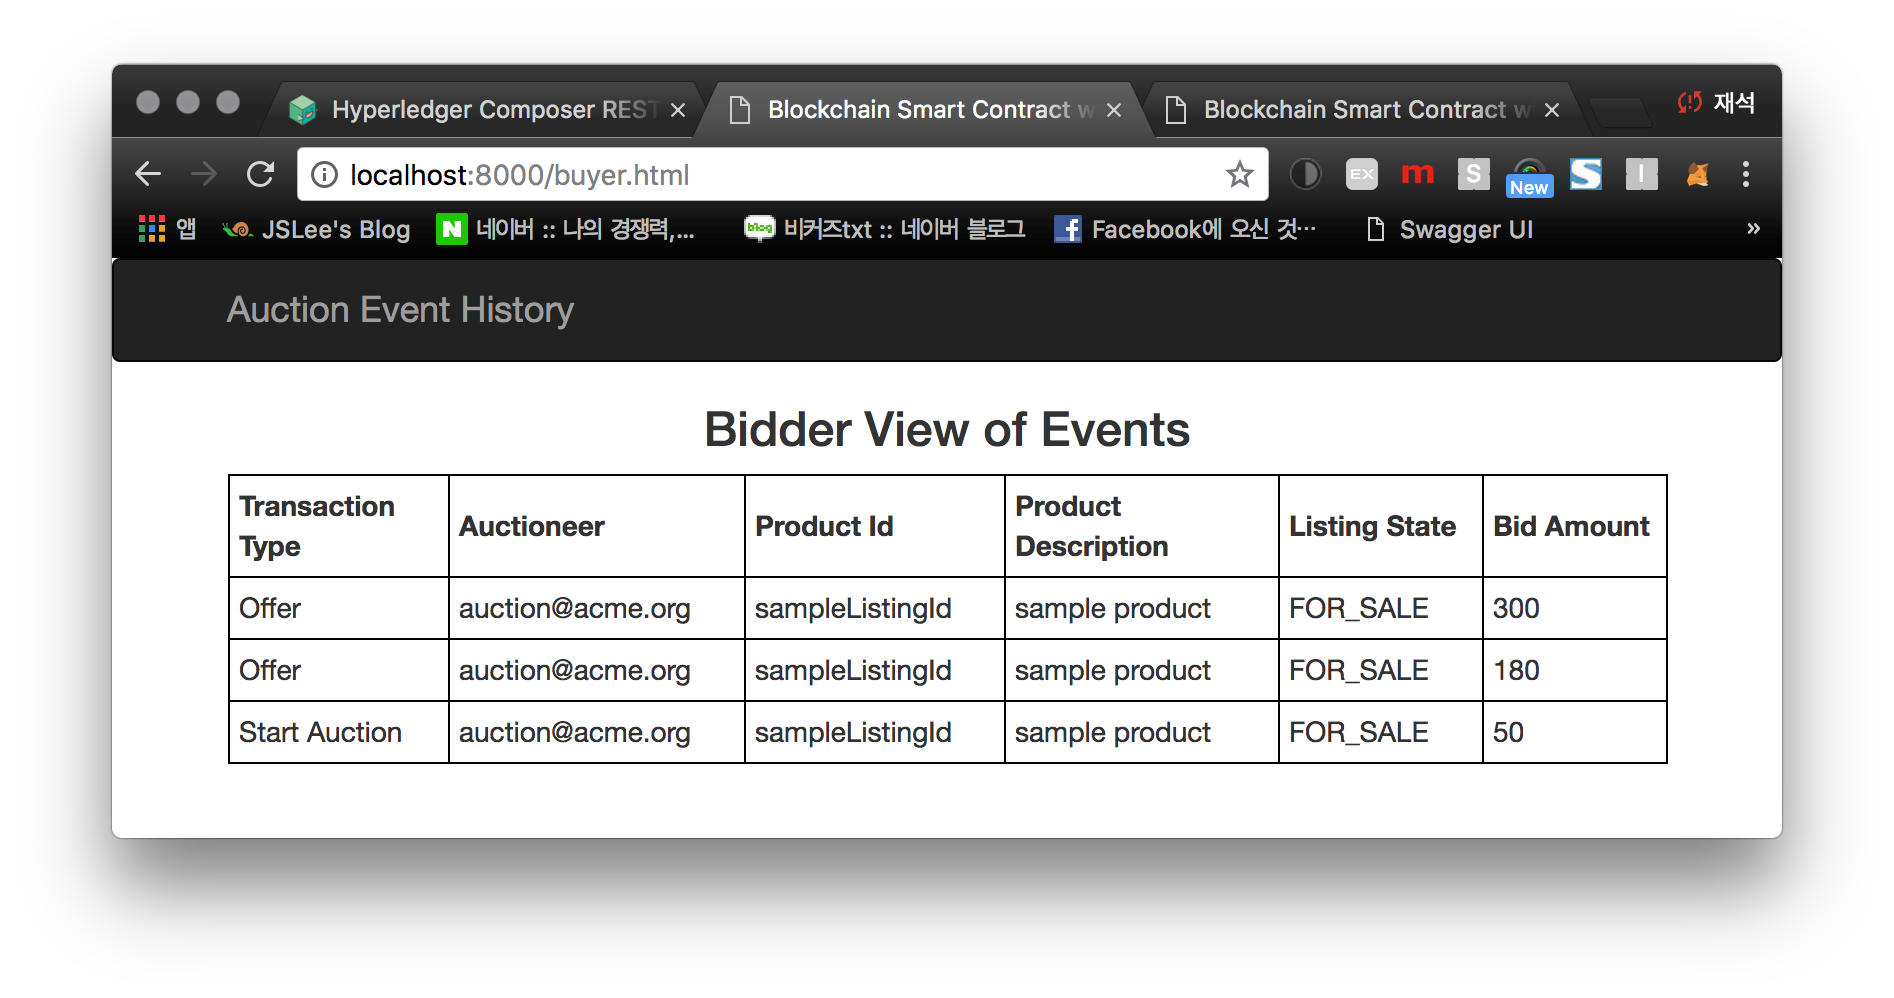 Hyperledger Composer REST
Blockchain Smart Contract w
Blockchain Smart Contract w
재석
localhost:8000/buyer.html
EX
m
S
New
S
I
앱
JSLee's Blog
N 네이버 :: 나의 경쟁력,...
blog 비커즈txt :: 네이버 블로그
f Facebook에 오신 것…
Swagger UI
»
Auction Event History
Bidder View of Events
Transaction Type Auctioneer Product Id Product Description Listing State Bid Amount
Offer auction@acme.org sampleListingId sample product FOR_SALE 300
Offer auction@acme.org sampleListingId sample product FOR_SALE 180
Start Auction auction@acme.org sampleListingId sample product FOR_SALE 50